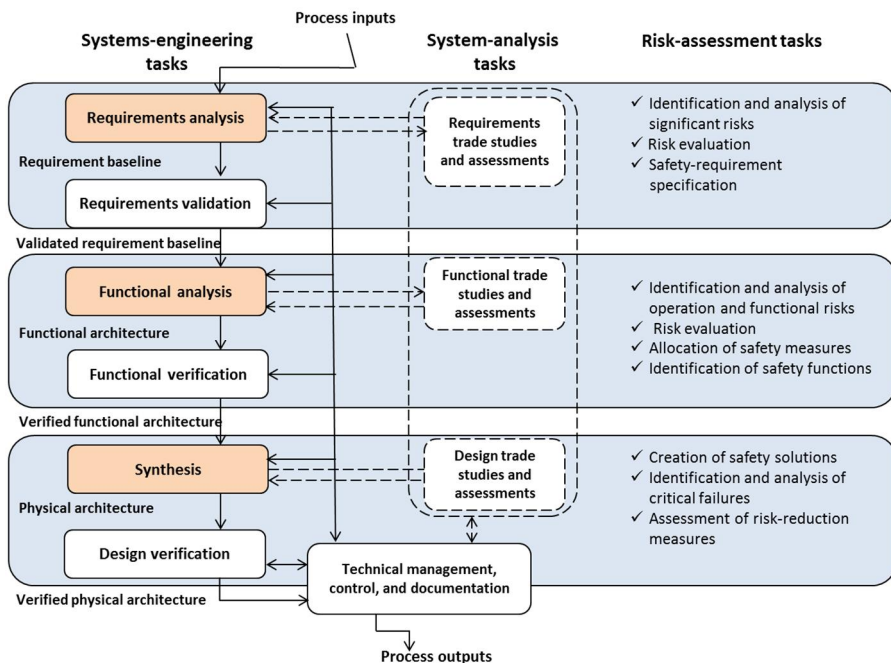 Process inputs
Systems-engineering
tasks
System-analysis
tasks
Risk-assessment tasks
Requirements analysis
Requirement baseline
Requirements validation
Validated requirement baseline
Requirements
trade studies
and assessments
✓ Identification and analysis of
significant risks
✓ Risk evaluation
✓ Safety-requirement
specification
Functional analysis
Functional architecture
Functional verification
Verified functional architecture
Functional trade
studies and
assessments
✓ Identification and analysis of
operation and functional risks
✓ Risk evaluation
✓ Allocation of safety measures
✓ Identification of safety functions
Synthesis
Physical architecture
Design verification
Verified physical architecture
Design trade
studies and
assessments
✓ Creation of safety solutions
✓ Identification and analysis of
critical failures
✓ Assessment of risk-reduction
measures
Technical management,
control, and documentation
Process outputs